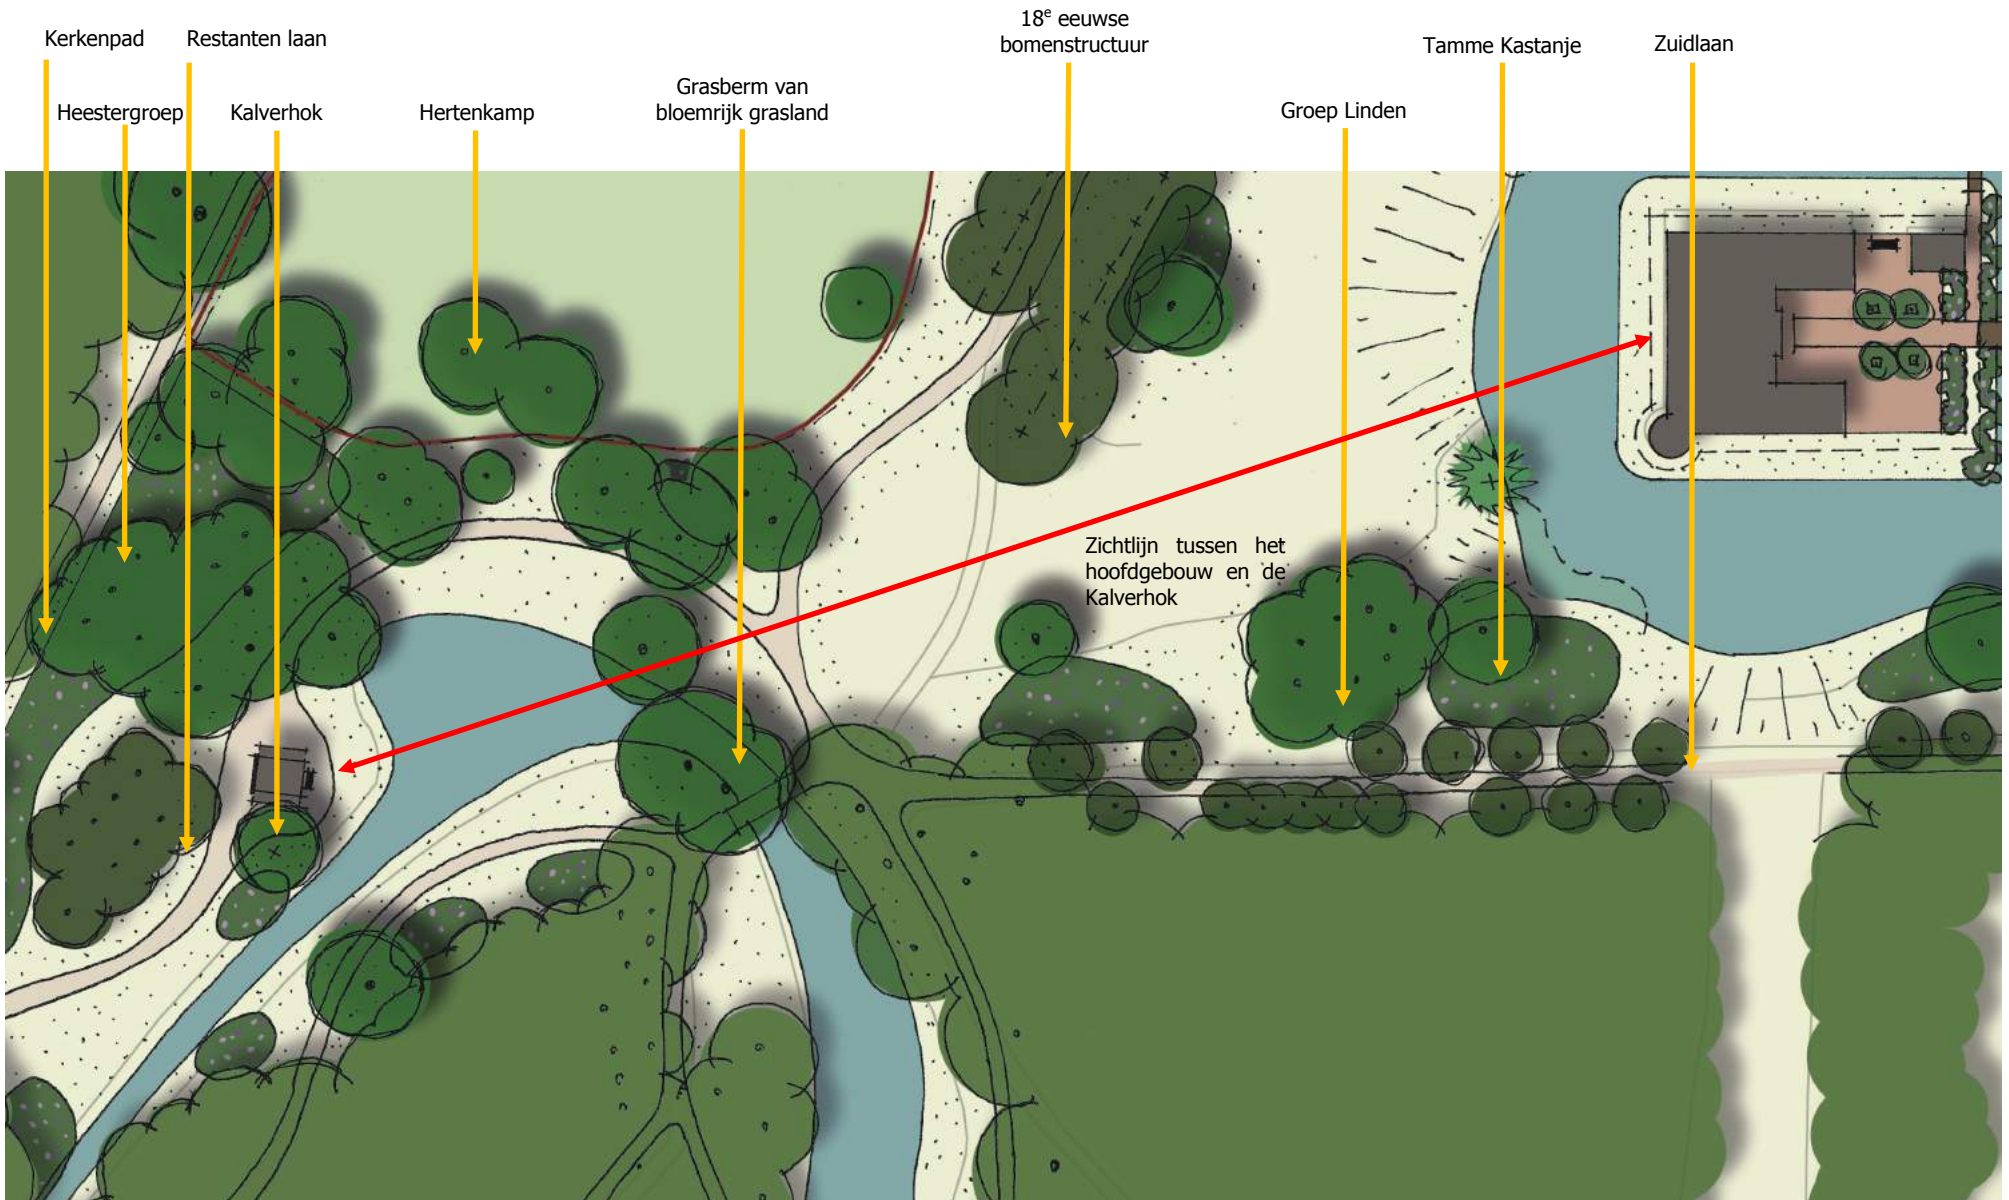 18e eeuwse
bomenstructuur
Kerkenpad
Restanten laan
Tamme Kastanje
Zuidlaan
Grasberm van
bloemrijk grasland
Heestergroep
Kalverhok
Hertenkamp
Groep Linden
Zichtlijn tussen het
hoofdgebouw en de
Kalverhok